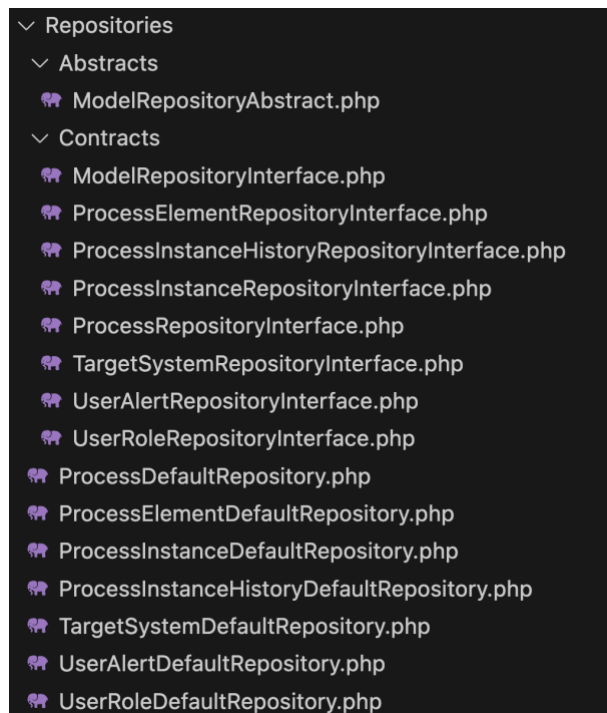 Repositories
Abstracts
ModelRepositoryAbstract.php
Contracts
ModelRepositoryInterface.php
ProcessElementRepositoryInterface.php
ProcessInstanceHistoryRepositoryInterface.php
ProcessInstanceRepositoryInterface.php
ProcessRepositoryInterface.php
TargetSystemRepositoryInterface.php
UserAlertRepositoryInterface.php
UserRoleRepositoryInterface.php
ProcessDefaultRepository.php
ProcessElementDefaultRepository.php
ProcessInstanceDefaultRepository.php
ProcessInstanceHistoryDefaultRepository.php
TargetSystemDefaultRepository.php
UserAlertDefaultRepository.php
UserRoleDefaultRepository.php